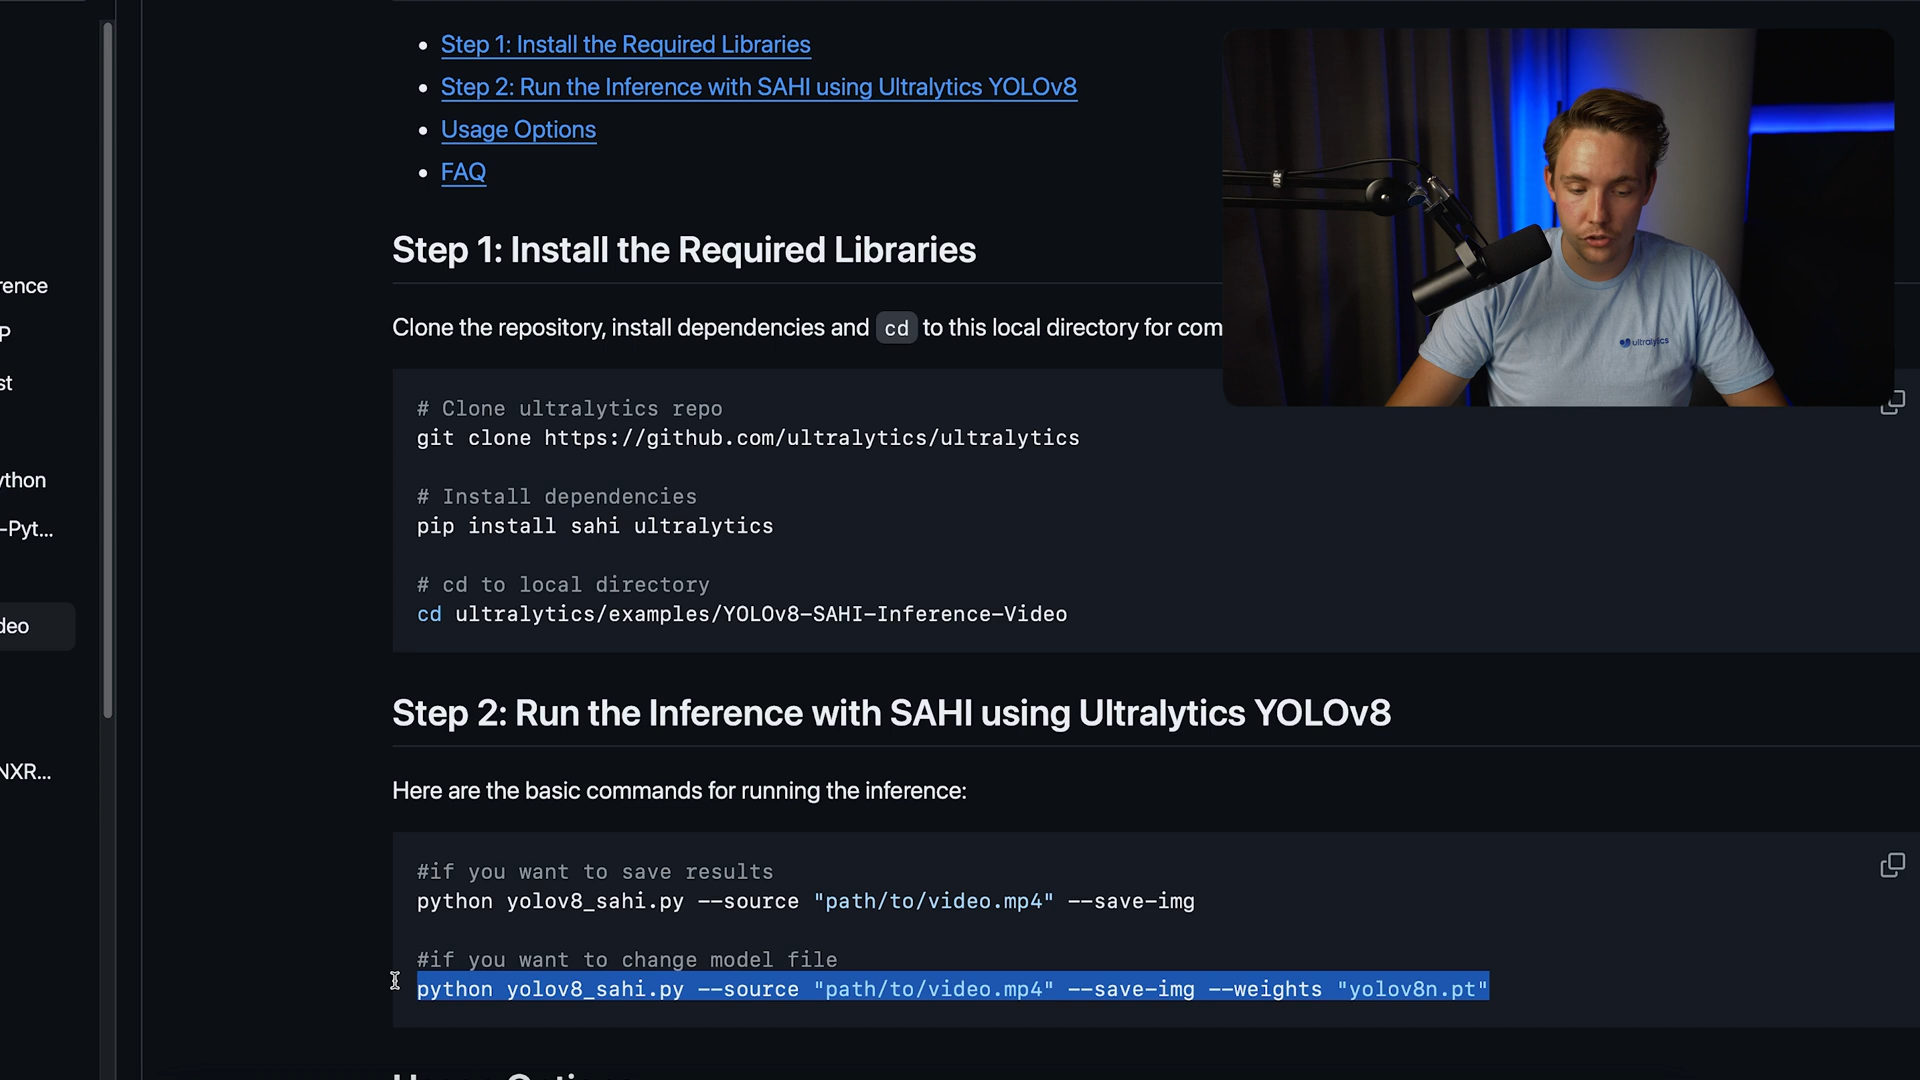 Step 1: Install the Required Libraries
Step 2: Run the Inference with SAHI using Ultralytics YOLOv8
Usage Options
FAQ
Step 1: Install the Required Libraries
rence
Clone the repository, install dependencies and cd to this local directory for com
P
ultralytics
st
# Clone ultralytics repo
git clone https://github.com/ultralytics/ultralytics
ython
# Install dependencies
-Pyt...
pip install sahi ultralytics
# cd to local directory
cd ultralytics/examples/YOLOv8-SAHI-Inference-Video
deo
Step 2: Run the Inference with SAHI using Ultralytics YOLOv8
NXR...
Here are the basic commands for running the inference:
#if you want to save results
python yolov8_sahi.py --source "path/to/video.mp4" --save-img
#if you want to change model file
python yolov8_sahi.py --source "path/to/video.mp4" --save-img --weights "yolov8n.pt"